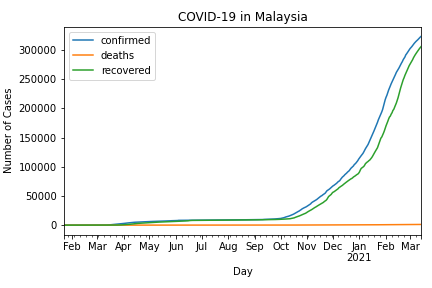 COVID-19 in Malaysia
confirmed
deaths
recovered
Number of Cases
300000
250000
200000
150000
100000
50000
0
Feb Mar Apr May Jun Jul Aug Sep Oct Nov Dec Jan Feb Mar
2021
Day